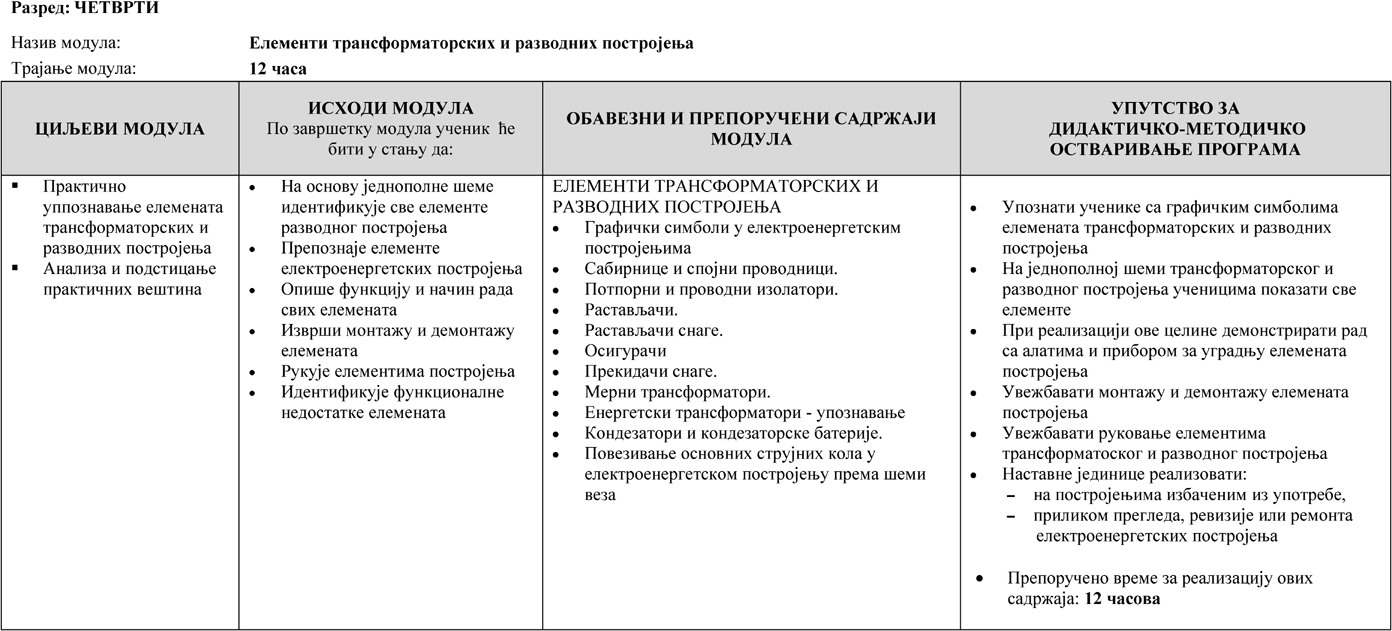 Разред: ЧЕТВРТИ
Назив модула: Елементи трансформаторских и разводних постројења
Трајање модула: 12 часа
ЦИЉЕВИ МОДУЛА
ИСХОДИ МОДУЛА
По завршетку модула ученик ће
бити у стању да:
ОБАВЕЗНИ И ПРЕПОРУЧЕНИ САДРЖАЈИ
МОДУЛА
УПУТСТВО ЗА
ДИДАКТИЧКО-МЕТОДИЧКО
ОСТВАРИВАЊЕ ПРОГРАМА
▪ Практично
уппознавање елемената
трансформаторских и
разводних постројења
▪ Анализа и подстицање
практичних вештина
• На основу једнополне шеме
идентификује све елементе
разводног постројења
• Препознаје елементе
електроенергетских постројења
• Опише функцију и начин рада
свих елемената
• Изврши монтажу и демонтажу
елемената
• Рукује елементима постројења
• Идентификује функционалне
недостатке елемената
ЕЛЕМЕНТИ ТРАНСФОРМАТОРСКИХ И
РАЗВОДНИХ ПОСТРОЈЕЊА
• Графички симболи у електроенергетским
постројењима
• Сабирнице и спојни проводници.
• Потпорни и проводни изолатори.
• Растављачи.
• Растављачи снаге.
• Осигурачи
• Прекидачи снаге.
• Мерни трансформатори.
• Енергетски трансформатори - упознавање
• Кондезатори и кондезаторске батерије.
• Повезивање основних струјних кола у
електроенергетском постројењу према шеми
веза
• Упознати ученике са графичким симболима
елемената трансформаторских и разводних
постројења
• На једнополној шеми трансформаторског и
разводног постројења ученицима показати све
елементе
• При реализацији ове целине демонстрирати рад
са алатима и прибором за уградњу елемената
постројења
• Увежбавати монтажу и демонтажу елемената
постројења
• Увежбавати руковање елементима
трансформатоског и разводног постројења
• Наставне јединице реализовати:
– на постројењима избаченим из употребе,
– приликом прегледа, ревизије или ремонта
електроенергетских постројења
• Препоручено време за реализацију ових
садржаја: 12 часова